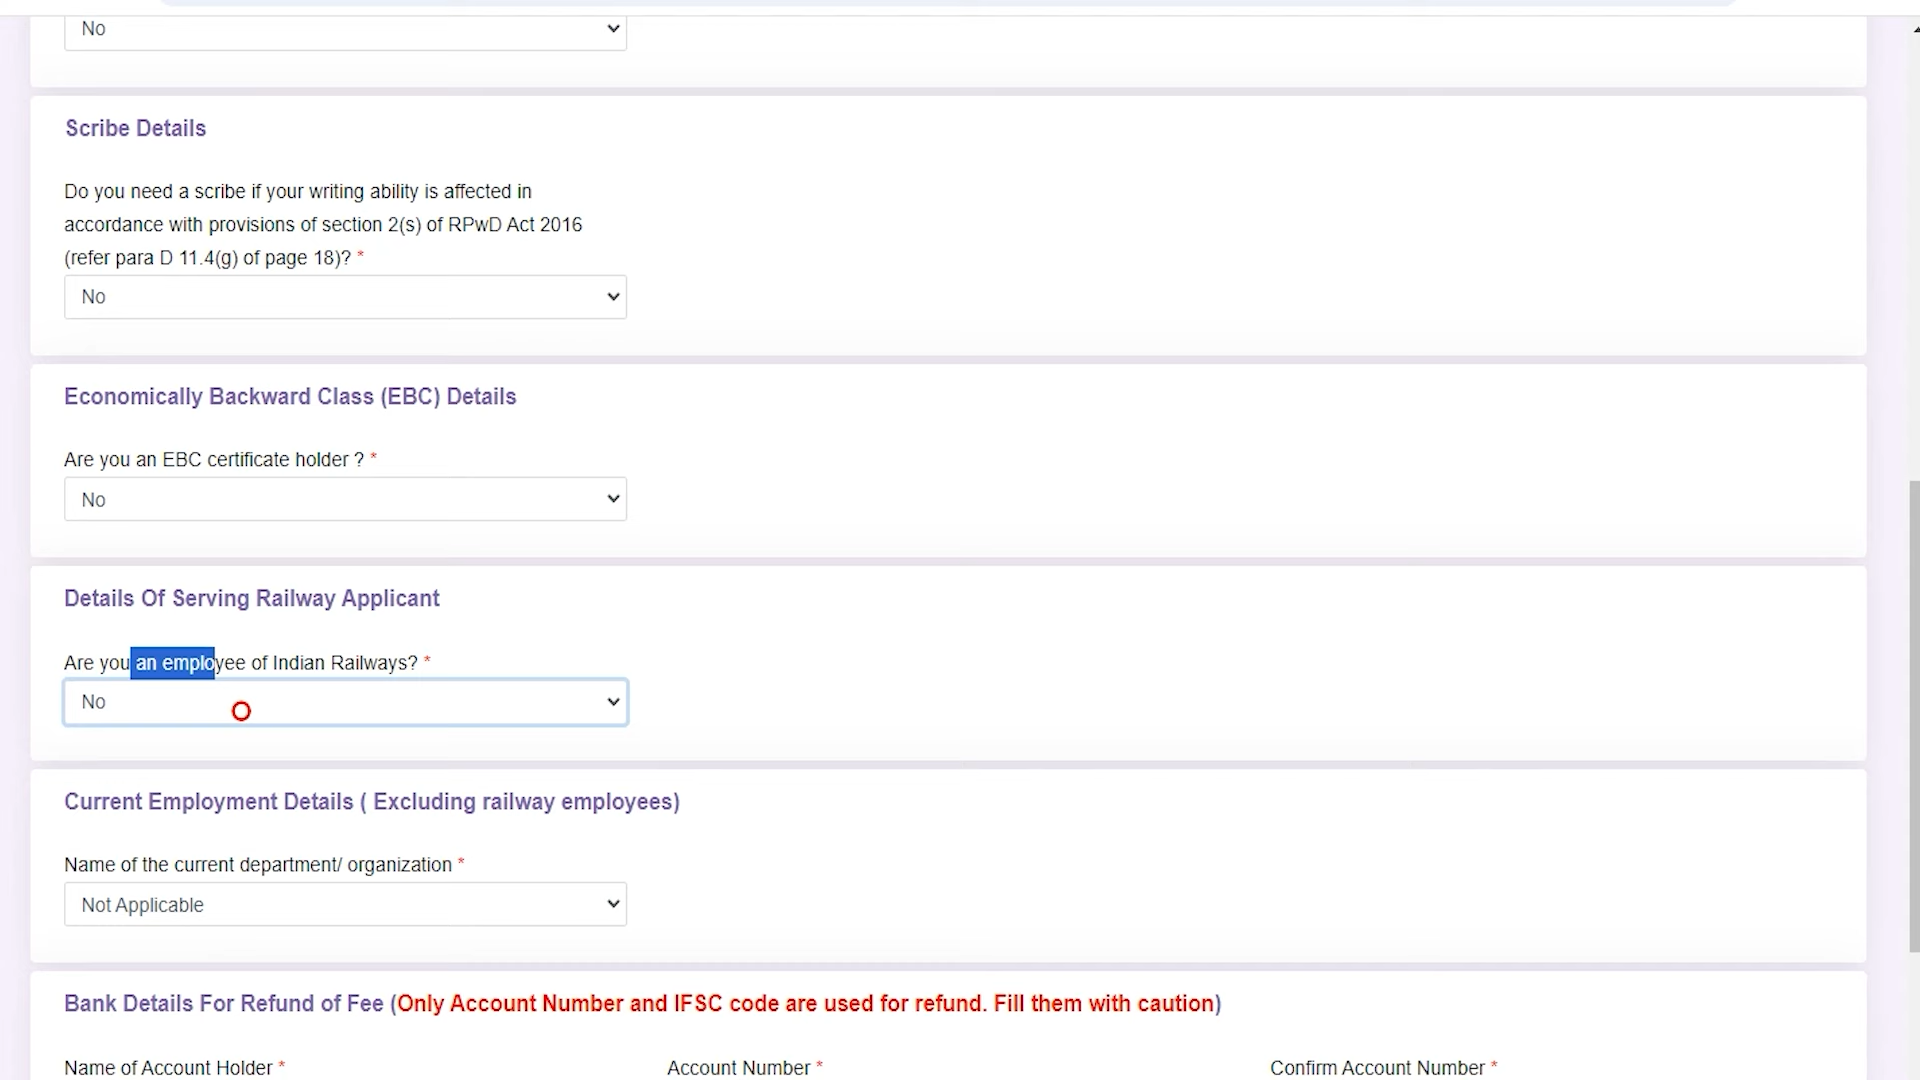 No
Scribe Details
Do you need a scribe if your writing ability is affected in
accordance with provisions of section 2(s) of RPwD Act 2016
(refer para D 11.4(g) of page 18)? *
No
Economically Backward Class (EBC) Details
Are you an EBC certificate holder ? *
No
Details Of Serving Railway Applicant
Are you an employee of Indian Railways? *
No
Current Employment Details ( Excluding railway employees)
Name of the current department/ organization *
Not Applicable
Bank Details For Refund of Fee (Only Account Number and IFSC code are used for refund. Fill them with caution)
Name of Account Holder * Account Number * Confirm Account Number *